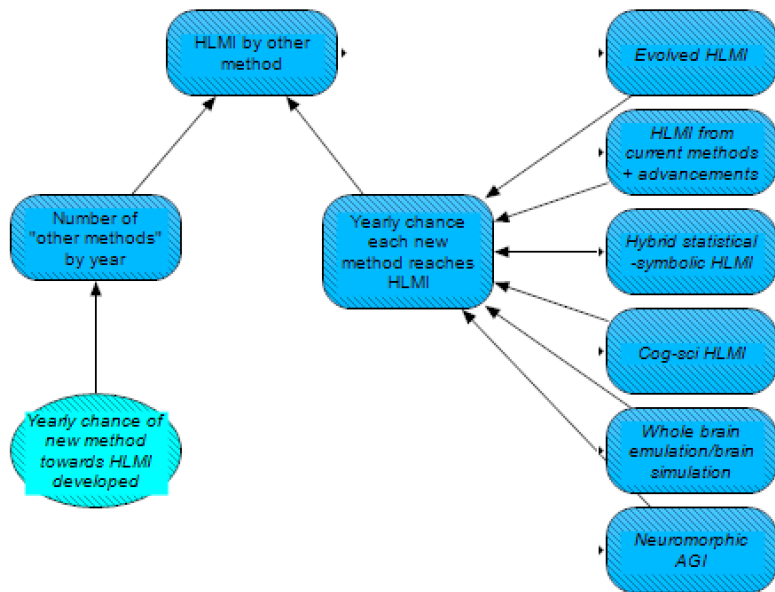 HLMI by other
method
Evolved HLMI
HLMI from
current methods
+ advancements
Number of
"other methods"
by year
Yearly chance
each new
method reaches
HLMI
Hybrid statistical
-symbolic HLMI
Cog-sci HLMI
Yearly chance of
new method
towards HLMI
developed
Whole brain
emulation/brain
simulation
Neuromorphic
AGI